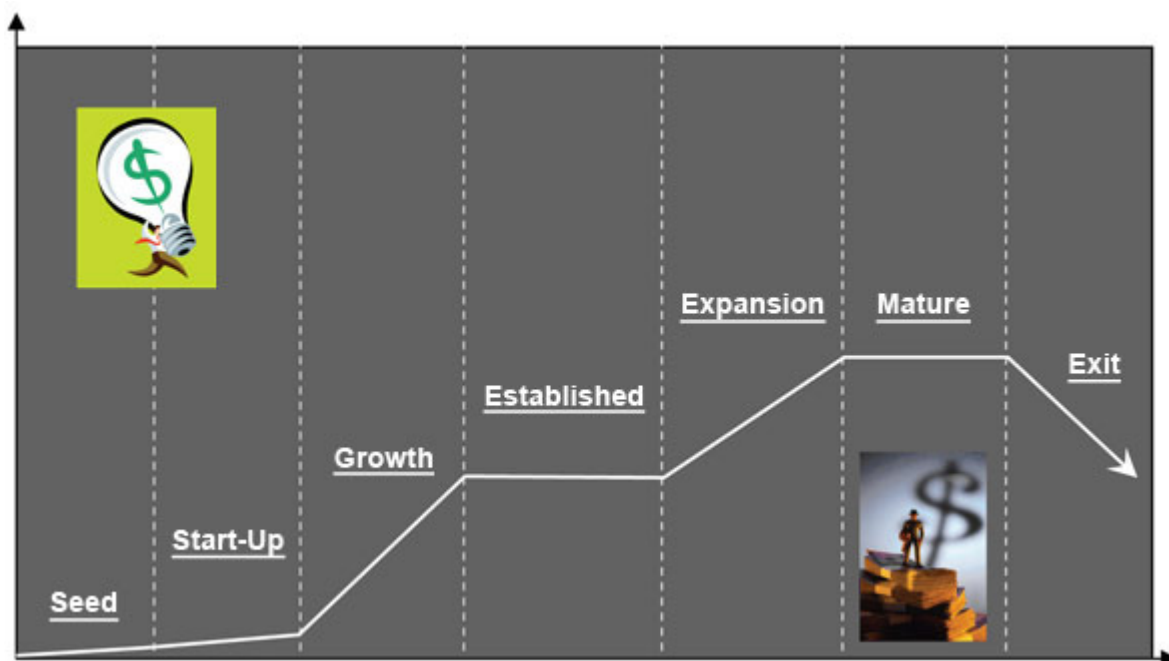 $
Expansion
Mature
Exit
Established
Growth
$
Start-Up
Seed